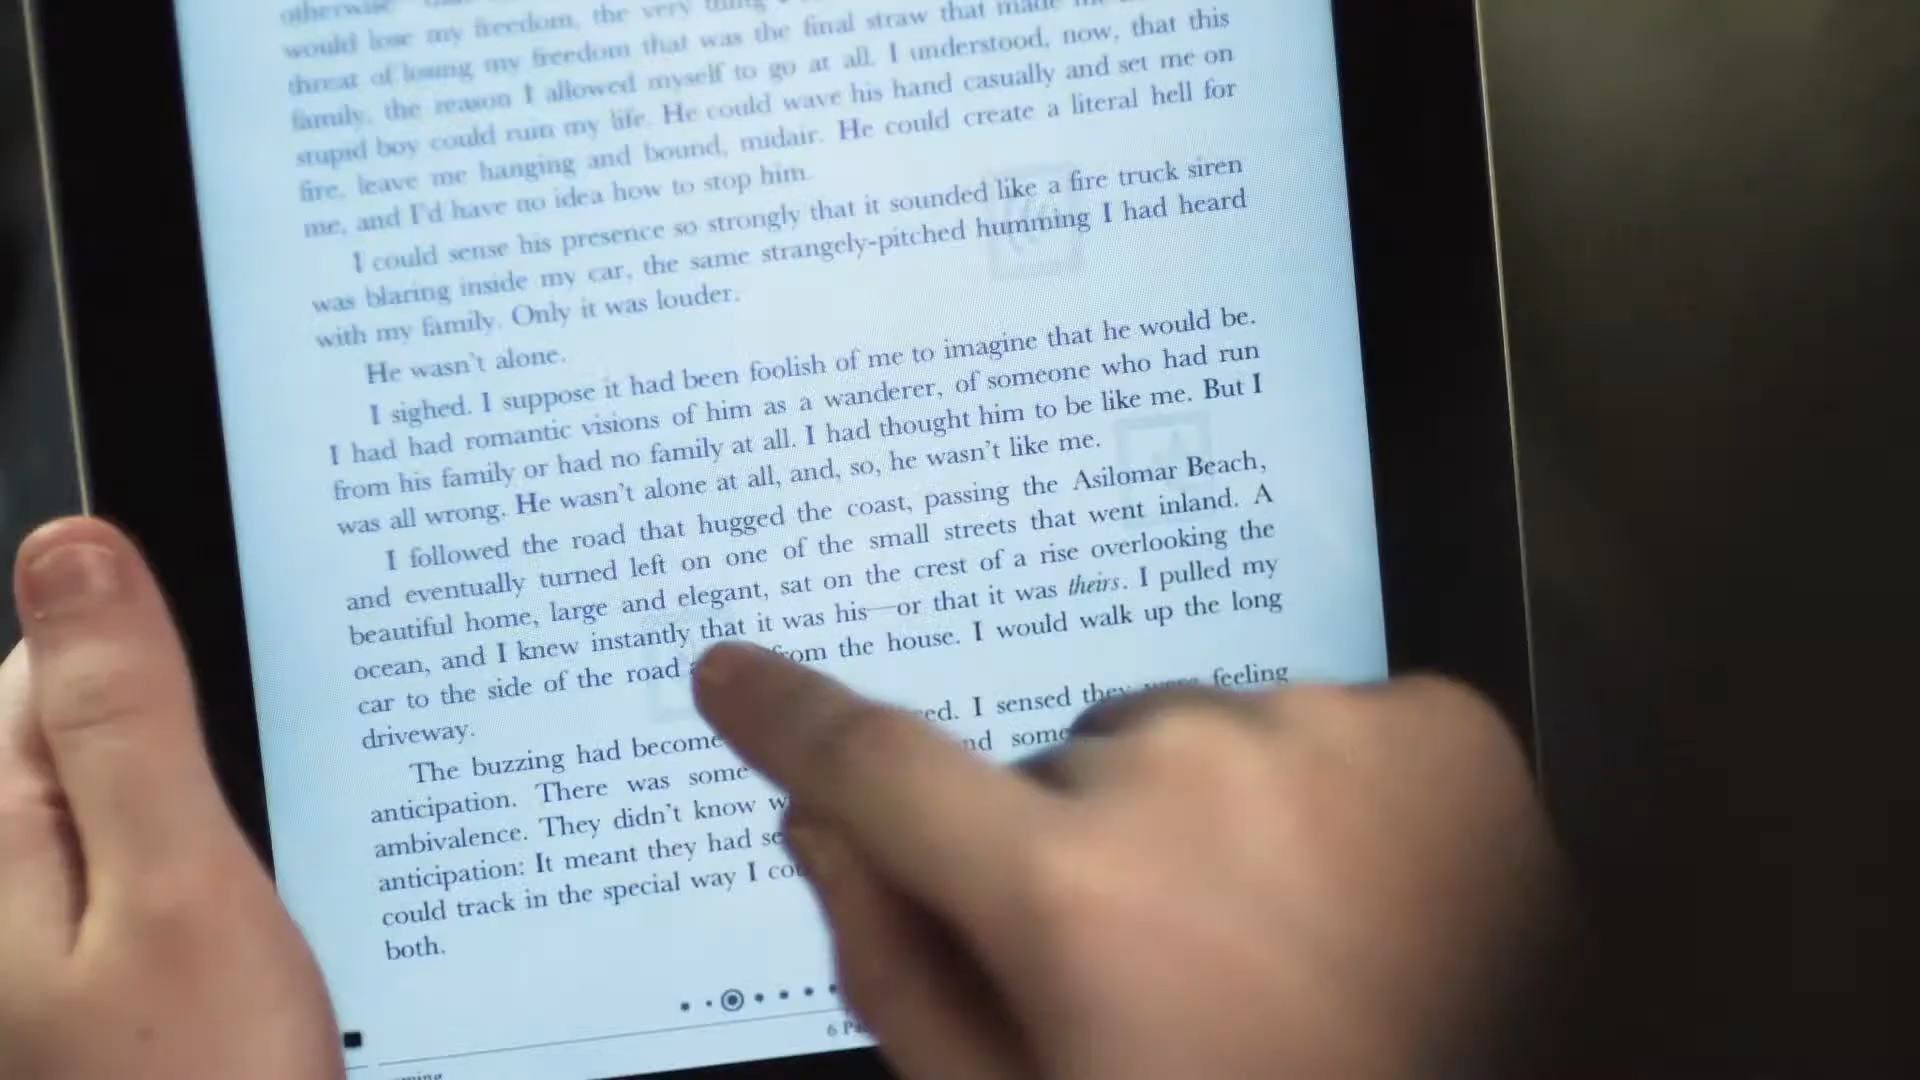 otherwise
would lose my freedom, the very thing I
threat of losing my freedom that was the final straw that made
family, the reason I allowed myself to go at all. I understood, now, that this
stupid boy could ruin my life. He could wave his hand casually and set me on
fire, leave me hanging and bound, midair. He could create a literal hell for
me, and I'd have no idea how to stop him.
I could sense his presence so strongly that it sounded like a fire truck siren
was blaring inside my car, the same strangely-pitched humming I had heard
with my family. Only it was louder.
He wasn't alone.
I sighed. I suppose it had been foolish of me to imagine that he would be.
I had had romantic visions of him as a wanderer, of someone who had run
from his family or had no family at all. I had thought him to be like me. But I
was all wrong. He wasn't alone at all, and, so, he wasn't like me.
I followed the road that hugged the coast, passing the Asilomar Beach,
and eventually turned left on one of the small streets that went inland. A
beautiful home, large and elegant, sat on the crest of a rise overlooking the
ocean, and I knew instantly that it was his—or that it was theirs. I pulled my
car to the side of the road from the house. I would walk up the long
driveway.
The buzzing had become I sensed they were feeling
anticipation. There was some
ambivalence. They didn't know
anticipation: It meant they had
could track in the special way I
both.
6